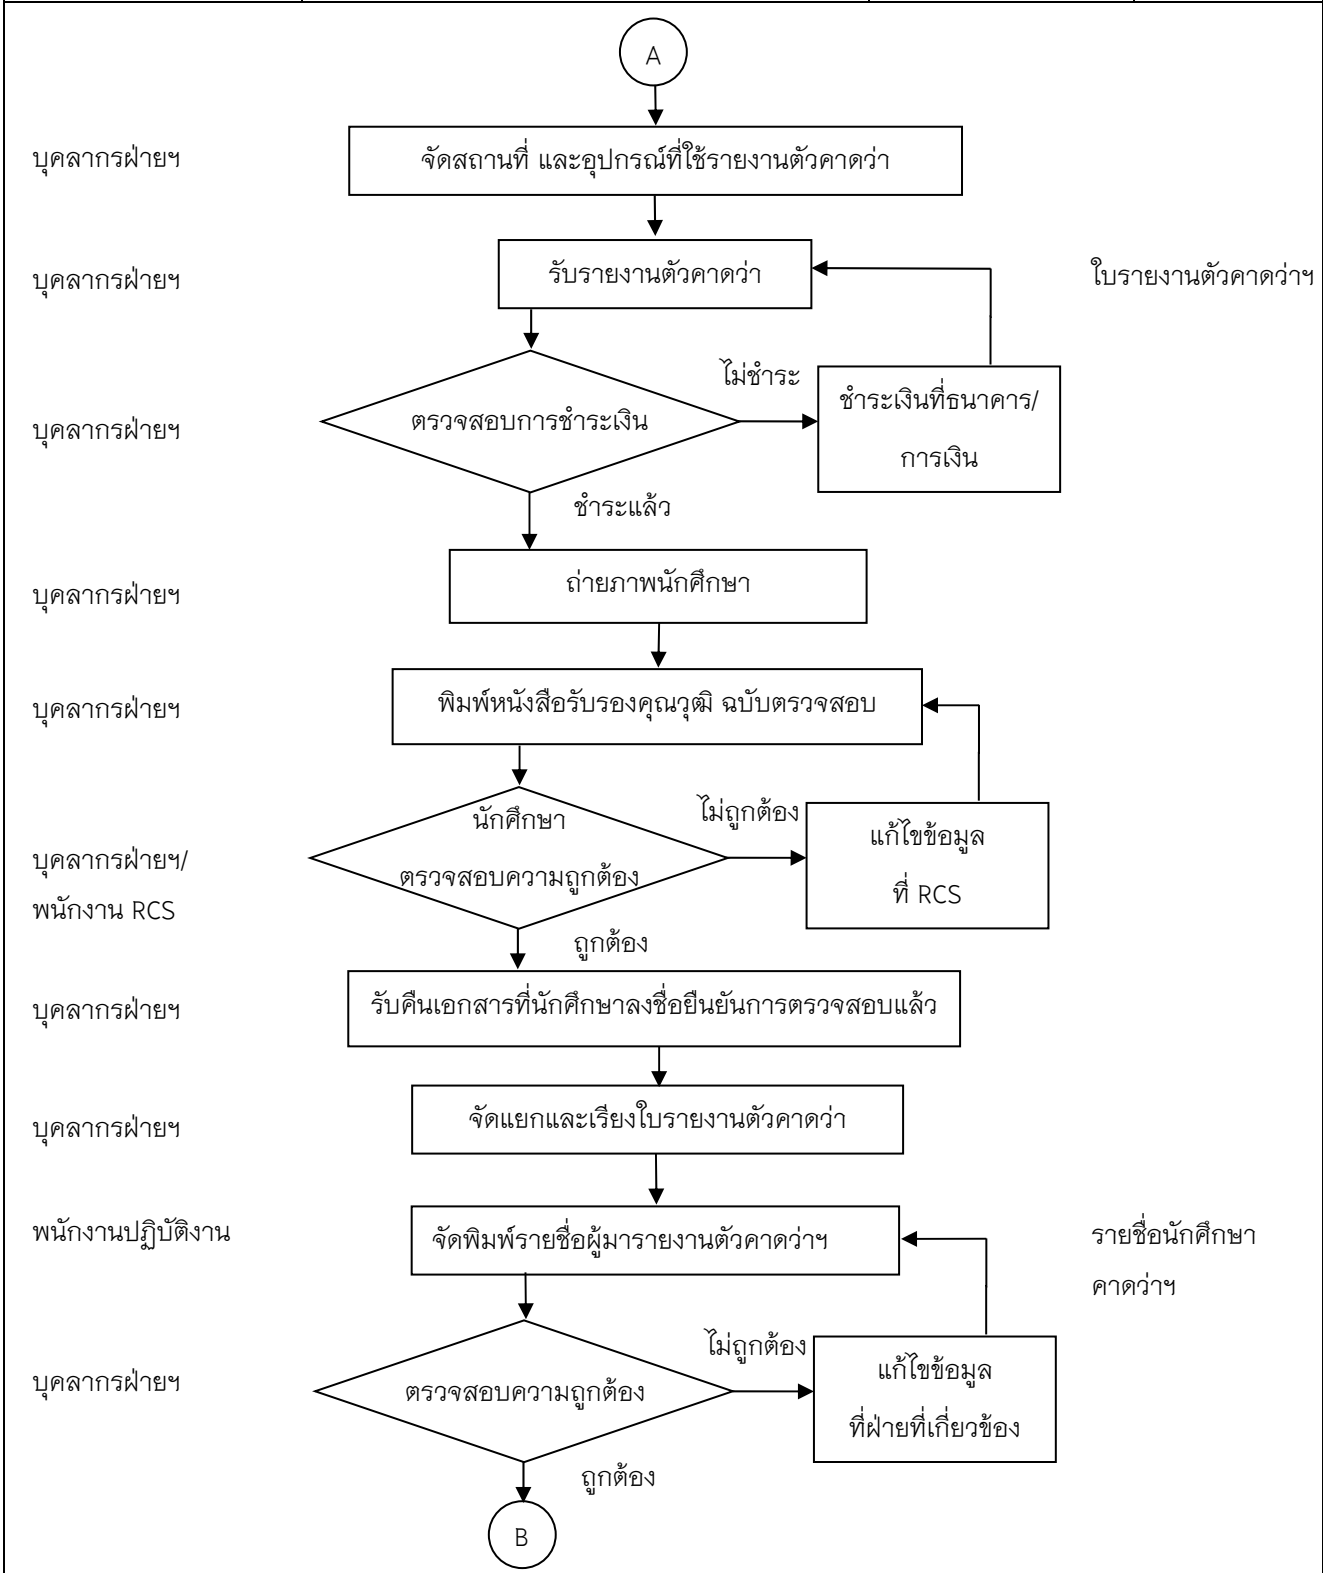 A
บุคลากรฝ่ายฯ
จัดสถานที่ และอุปกรณ์ที่ใช้รายงานตัวคาดว่า
บุคลากรฝ่ายฯ
รับรายงานตัวคาดว่า
ใบรายงานตัวคาดว่าฯ
บุคลากรฝ่ายฯ
ตรวจสอบการชำระเงิน
ไม่ชำระ
ชำระเงินที่ธนาคาร/
การเงิน
ชำระแล้ว
บุคลากรฝ่ายฯ
ถ่ายภาพนักศึกษา
บุคลากรฝ่ายฯ
พิมพ์หนังสือรับรองคุณวุฒิ ฉบับตรวจสอบ
บุคลากรฝ่ายฯ/
พนักงาน RCS
นักศึกษา
ตรวจสอบความถูกต้อง
ไม่ถูกต้อง
แก้ไขข้อมูล
ที่ RCS
ถูกต้อง
บุคลากรฝ่ายฯ
รับคืนเอกสารที่นักศึกษาลงชื่อยืนยันการตรวจสอบแล้ว
บุคลากรฝ่ายฯ
จัดแยกและเรียงใบรายงานตัวคาดว่า
พนักงานปฏิบัติงาน
จัดพิมพ์รายชื่อผู้มารายงานตัวคาดว่าฯ
รายชื่อนักศึกษา
คาดว่าฯ
บุคลากรฝ่ายฯ
ตรวจสอบความถูกต้อง
ไม่ถูกต้อง
แก้ไขข้อมูล
ที่ฝ่ายที่เกี่ยวข้อง
ถูกต้อง
B